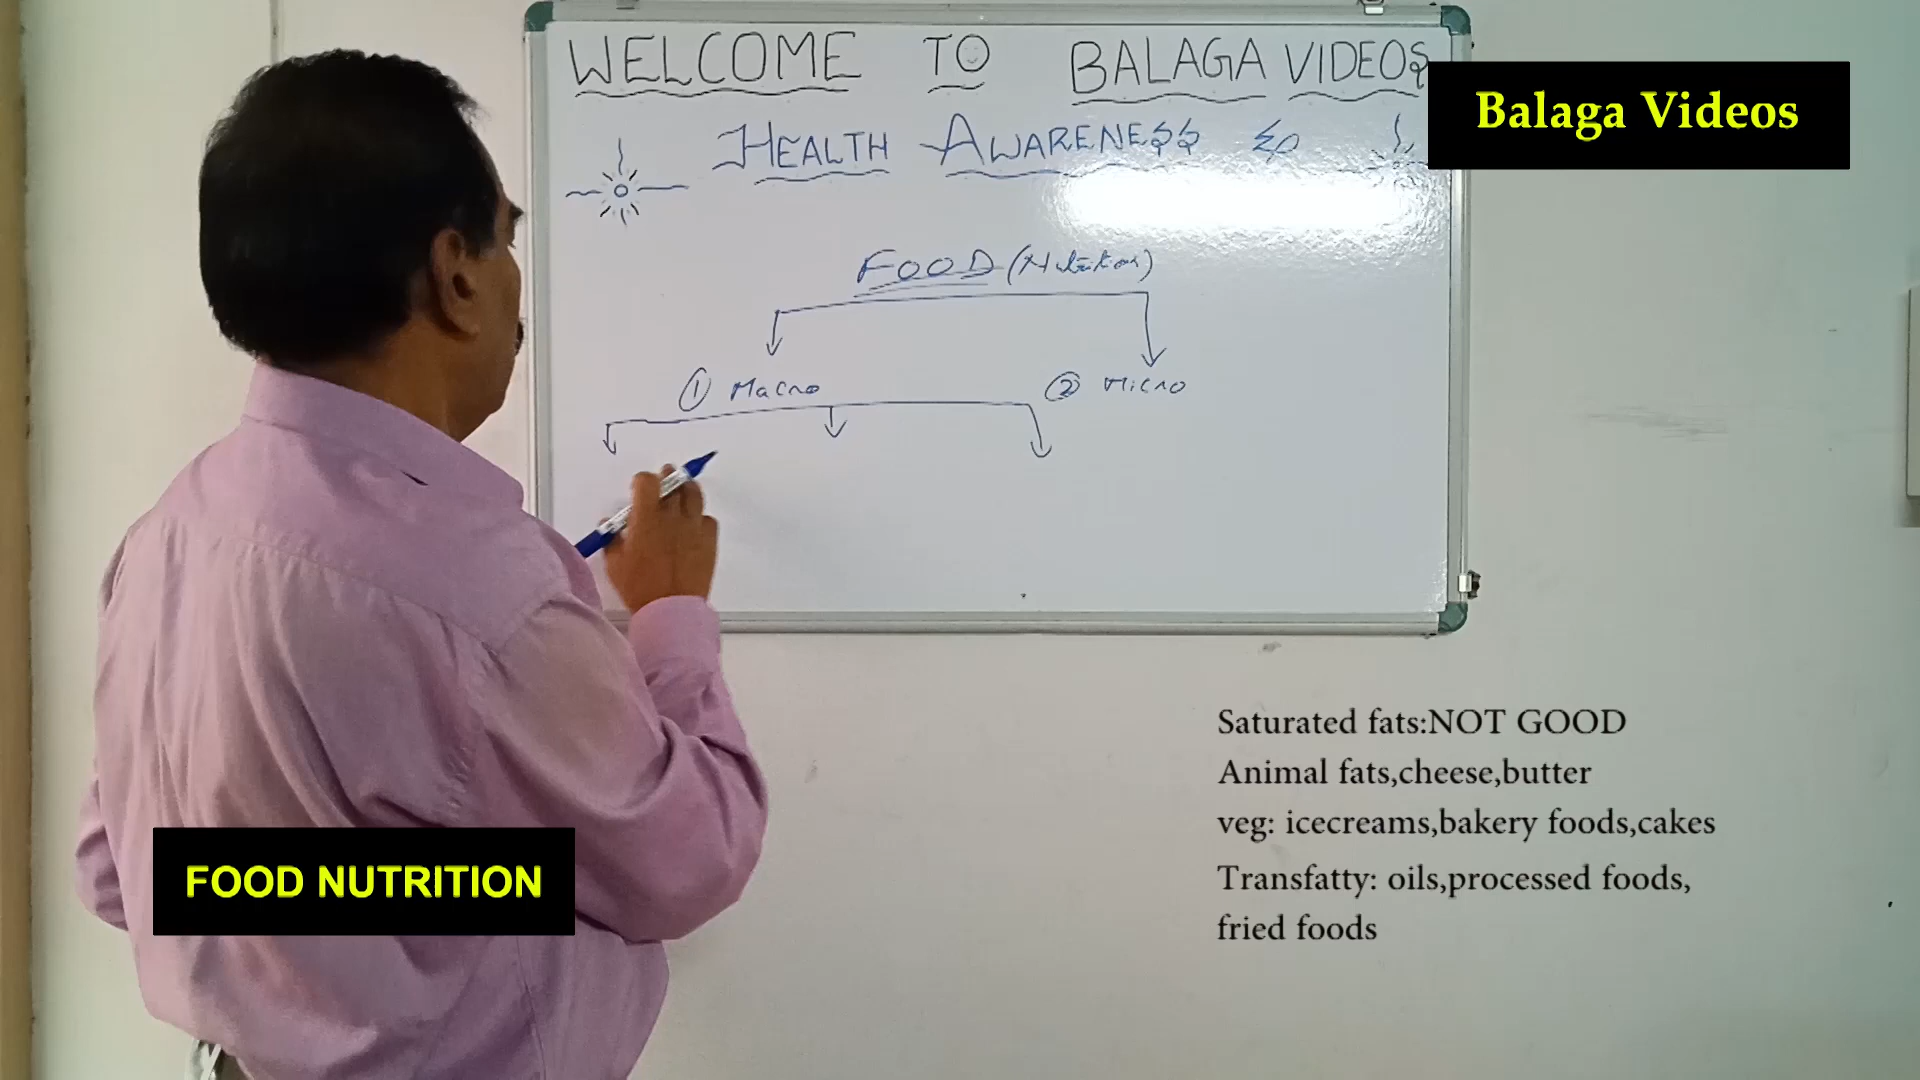 WELCOME TO BALAGA VIDEOS
Balaga Videos
HEALTH AWARENESS
FOOD (Nutrition)
① Macro ② Micro
Saturated fats:NOT GOOD
Animal fats,cheese,butter
veg: icecreams,bakery foods,cakes
Transfatty: oils,processed foods,
fried foods
FOOD NUTRITION